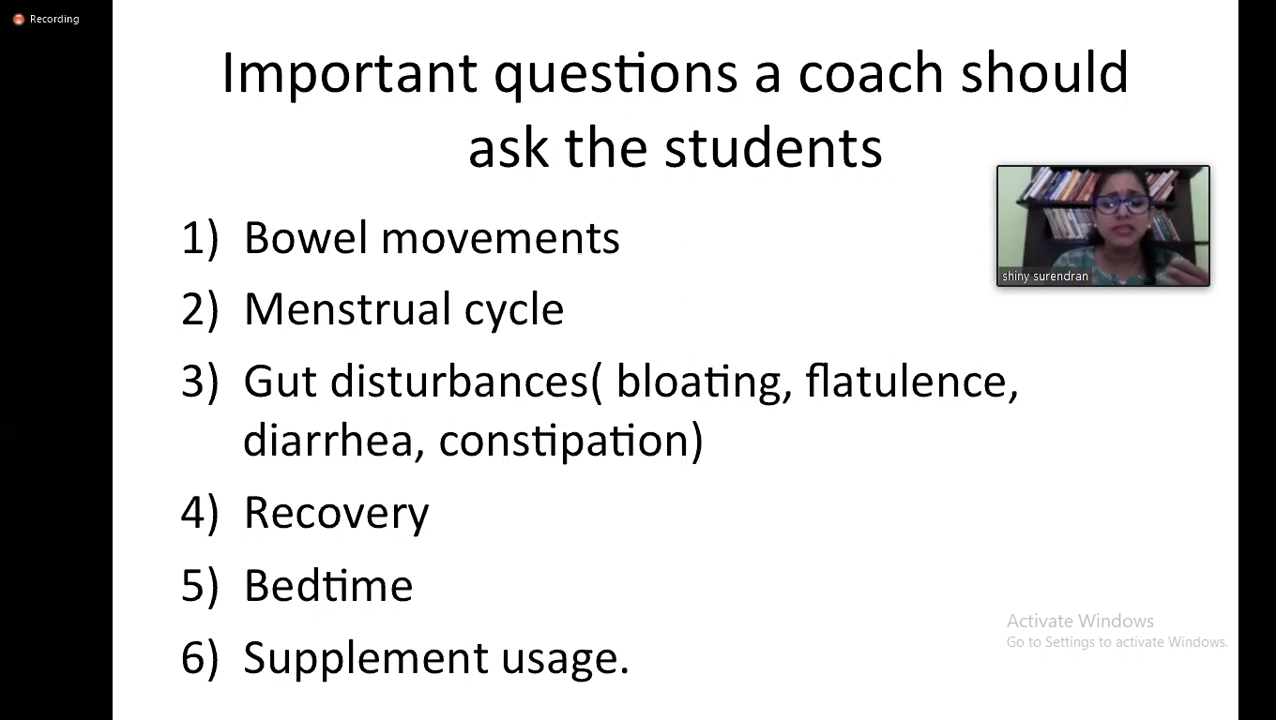 Recording
Important questions a coach should
ask the students
1) Bowel movements
2) Menstrual cycle
3) Gut disturbances( bloating, flatulence,
diarrhea, constipation)
4) Recovery
5) Bedtime
6) Supplement usage.
shiny surendran
Activate Windows
Go to Settings to activate Windows.